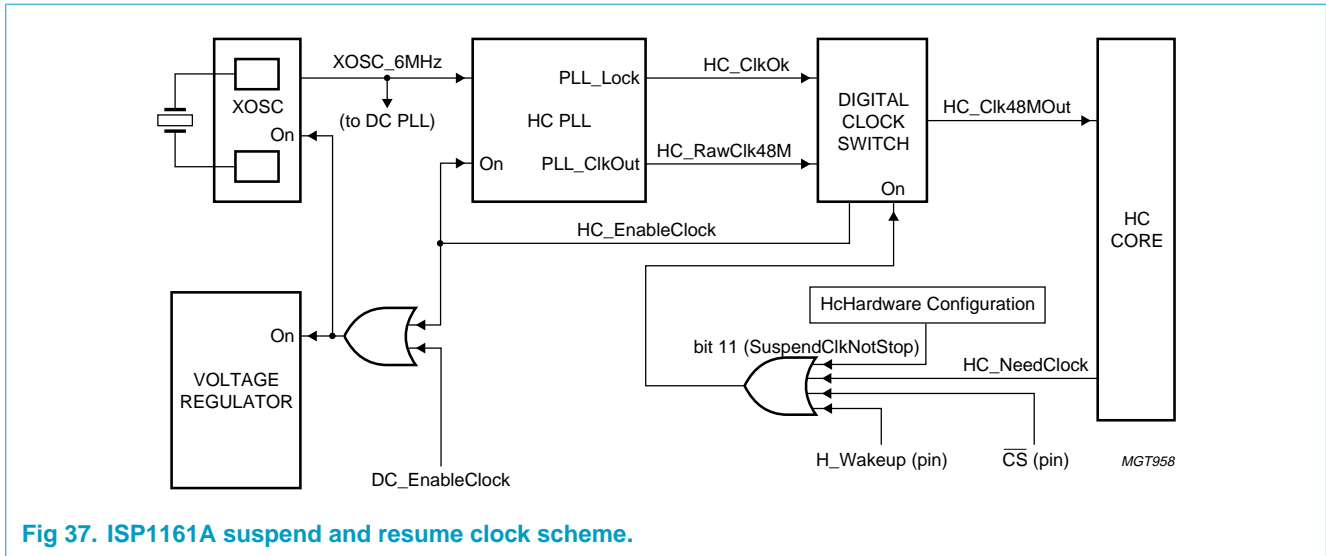 XOSC
On
XOSC_6MHz
(to DC PLL)
PLL_Lock
HC PLL
On
PLL_ClkOut
HC_ClkOk
HC_RawClk48M
DIGITAL
CLOCK
SWITCH
On
HC_Clk48MOut
HC
CORE
HC_EnableClock
HcHardware Configuration
bit 11 (SuspendClkNotStop)
HC_NeedClock
On
VOLTAGE
REGULATOR
DC_EnableClock
H_Wakeup (pin)
C̅S̅ (pin)
MGT958
Fig 37. ISP1161A suspend and resume clock scheme.